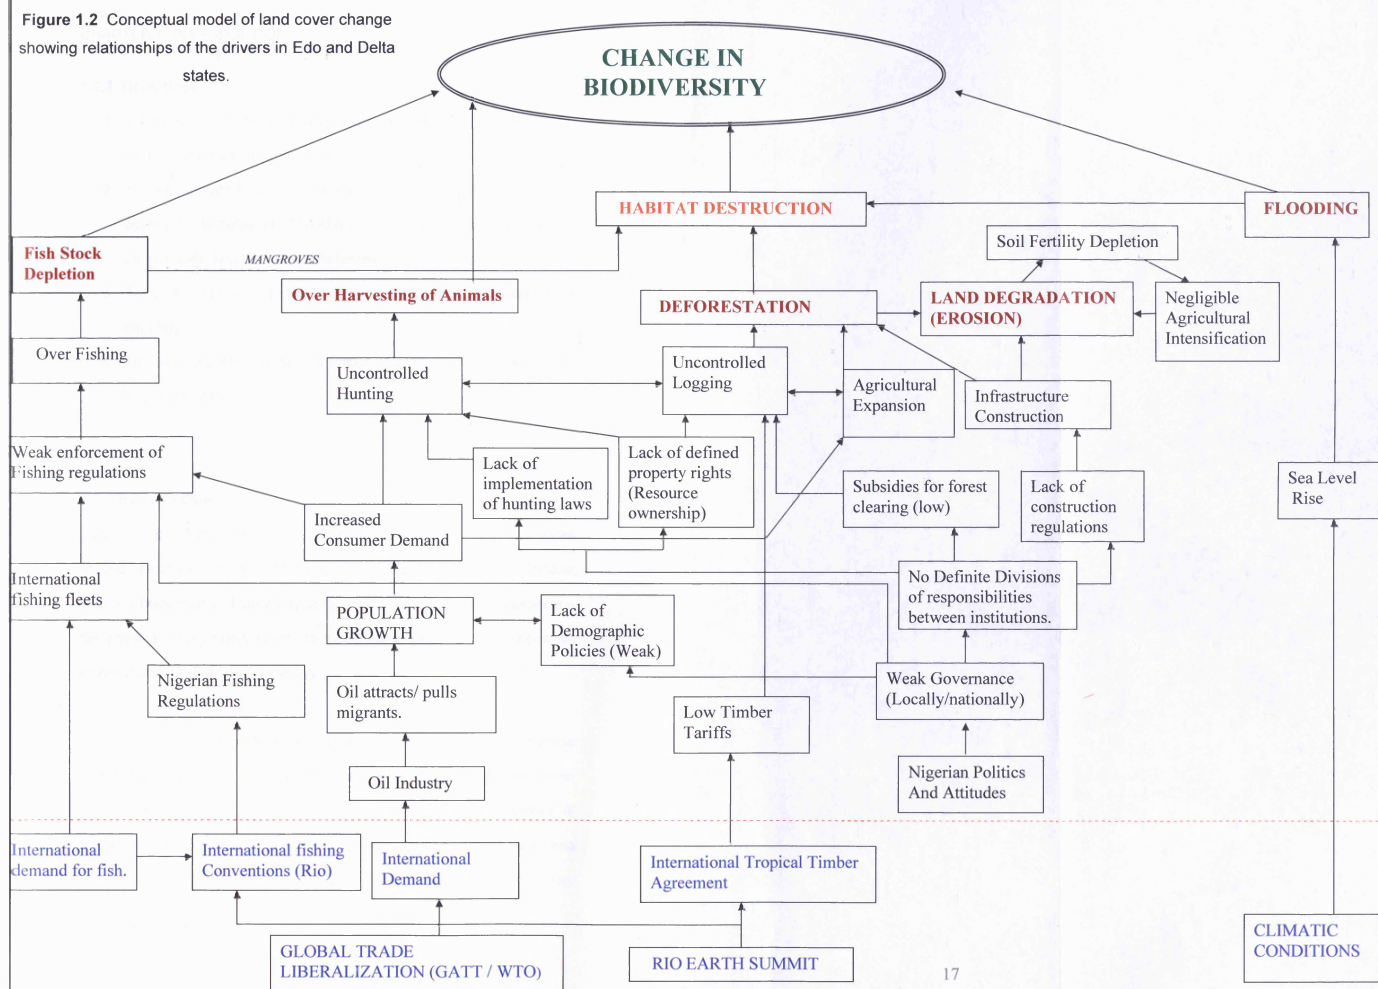 Figure 1.2 Conceptual model of land cover change
showing relationships of the drivers in Edo and Delta
states.
CHANGE IN
BIODIVERSITY
HABITAT DESTRUCTION
FLOODING
Fish Stock
Depletion
MANGROVES
Soil Fertility Depletion
Over Harvesting of Animals
DEFORESTATION
LAND DEGRADATION
(EROSION)
Negligible
Agricultural
Intensification
Over Fishing
Uncontrolled
Hunting
Uncontrolled
Logging
Agricultural
Expansion
Infrastructure
Construction
Weak enforcement of
Fishing regulations
Lack of
implementation
of hunting laws
Lack of defined
property rights
(Resource
ownership)
Subsidies for forest
clearing (low)
Lack of
construction
regulations
Sea Level
Rise
Increased
Consumer Demand
International
fishing fleets
POPULATION
GROWTH
Lack of
Demographic
Policies (Weak)
No Definite Divisions
of responsibilities
between institutions.
Nigerian Fishing
Regulations
Oil attracts/ pulls
migrants.
Weak Governance
(Locally/nationally)
Low Timber
Tariffs
Oil Industry
Nigerian Politics
And Attitudes
International
demand for fish.
International fishing
Conventions (Rio)
International
Demand
International Tropical Timber
Agreement
GLOBAL TRADE
LIBERALIZATION (GATT / WTO)
RIO EARTH SUMMIT
CLIMATIC
CONDITIONS
17